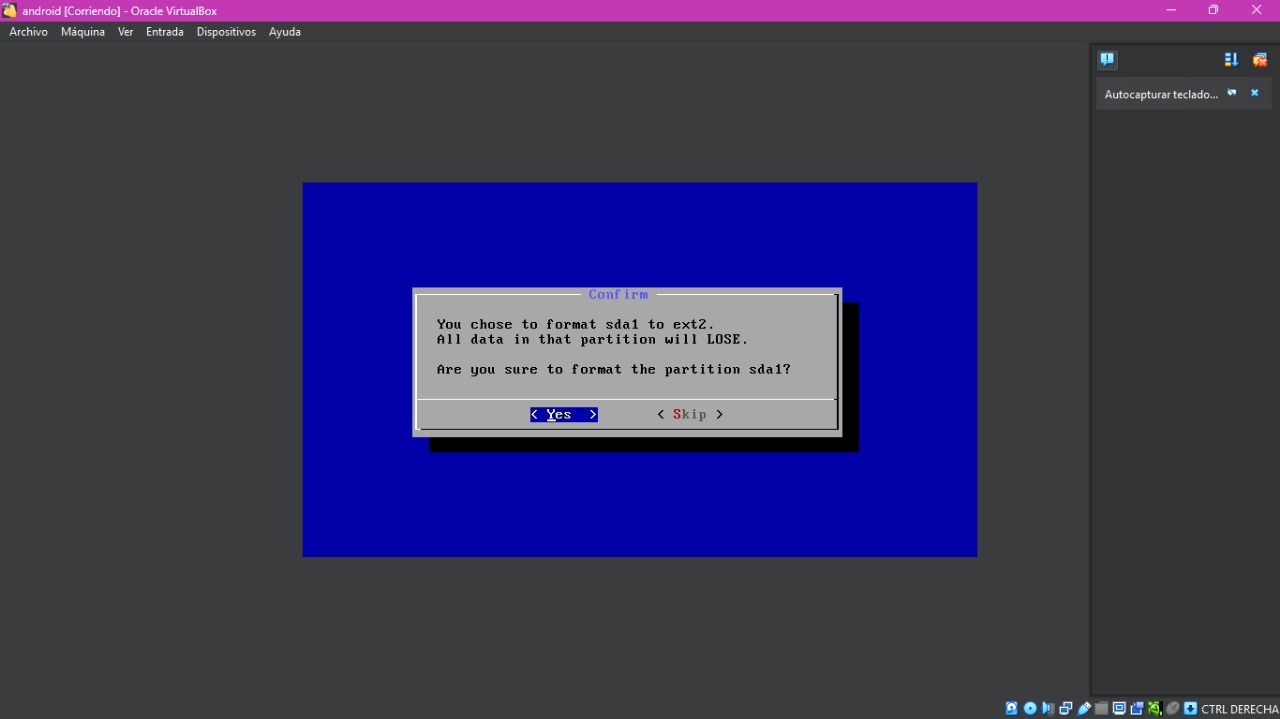 android [Corriendo] - Oracle VirtualBox
Archivo Máquina Ver Entrada Dispositivos Ayuda
Autocapturar teclado...
Confirm
You chose to format sda1 to ext2.
All data in that partition will LOSE.
Are you sure to format the partition sda1?
< Yes > < Skip >
CTRL DERECHA